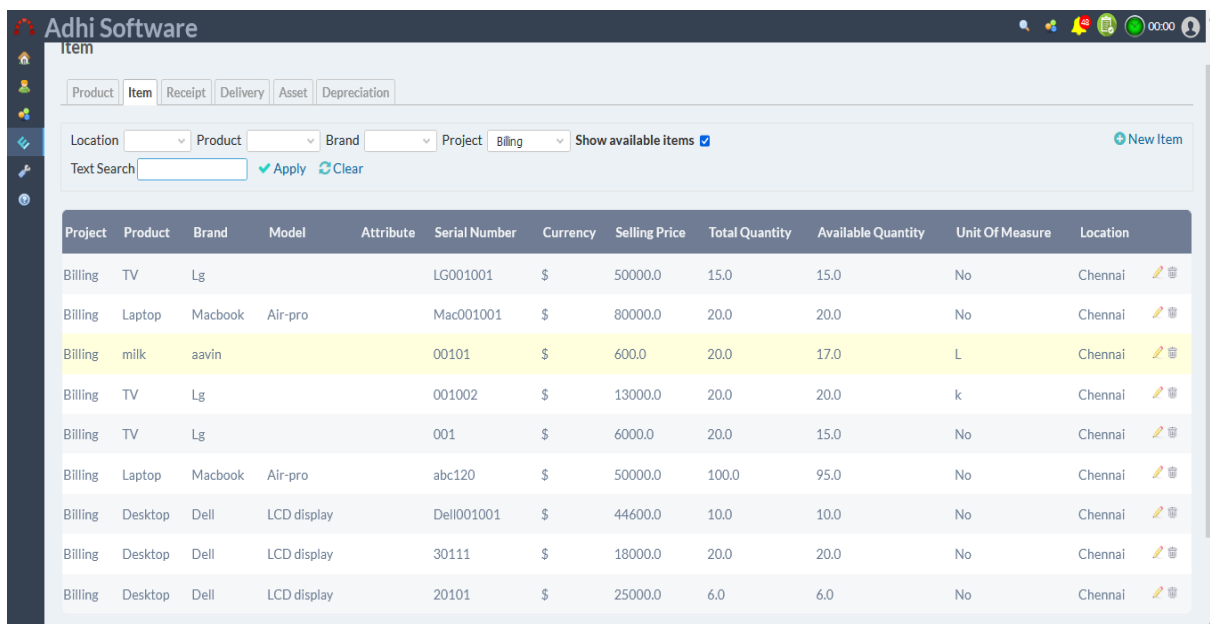 Adhi Software
48
00:00
Item
Product Item Receipt Delivery Asset Depreciation
Location Product Brand Project Billing Show available items New Item
Text Search Apply Clear
Project Product Brand Model Attribute Serial Number Currency Selling Price Total Quantity Available Quantity Unit Of Measure Location
Billing TV Lg LG001001 $ 50000.0 15.0 15.0 No Chennai
Billing Laptop Macbook Air-pro Mac001001 $ 80000.0 20.0 20.0 No Chennai
Billing milk aavin 00101 $ 600.0 20.0 17.0 L Chennai
Billing TV Lg 001002 $ 13000.0 20.0 20.0 k Chennai
Billing TV Lg 001 $ 6000.0 20.0 15.0 No Chennai
Billing Laptop Macbook Air-pro abc120 $ 50000.0 100.0 95.0 No Chennai
Billing Desktop Dell LCD display Dell001001 $ 44600.0 10.0 10.0 No Chennai
Billing Desktop Dell LCD display 30111 $ 18000.0 20.0 20.0 No Chennai
Billing Desktop Dell LCD display 20101 $ 25000.0 6.0 6.0 No Chennai